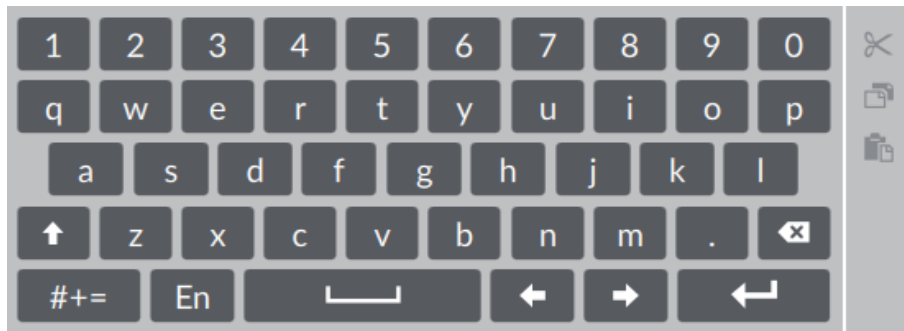 1 2 3 4 5 6 7 8 9 0
q w e r t y u i o p
a s d f g h j k l
z x c v b n m .
#+= En